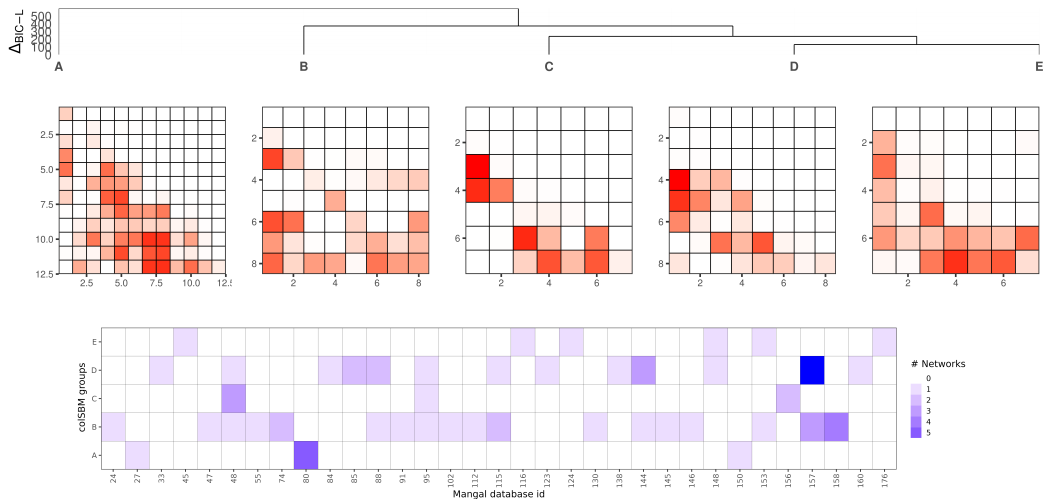 Δ BIC−L
500
400
300
200
100
0
A B C D E
2.5
5.0
7.5
10.0
12.5
2.5 5.0 7.5 10.0 12.5
2
4
6
8
2 4 6 8
2
4
6
2 4 6
2
4
6
8
2 4 6 8
2
4
6
2 4 6
colSBM groups
E
D
C
B
A
24 27 33 45 47 48 55 74 80 84 85 88 91 95 102 112 115 116 123 124 130 138 144 145 146 148 150 153 156 157 158 160 176
Mangal database id
# Networks
0
1
2
3
4
5